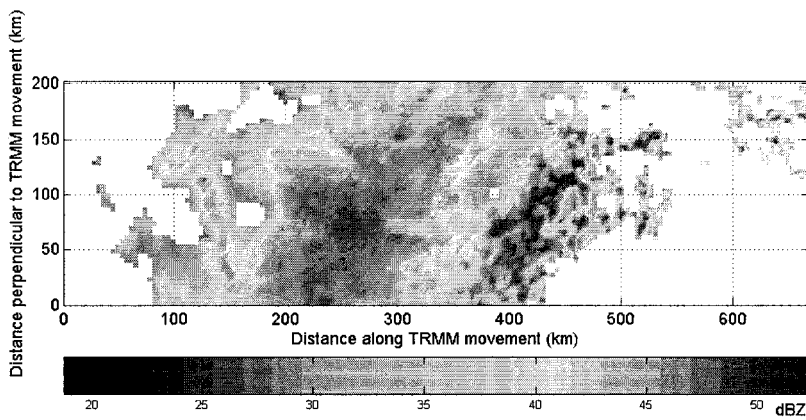 Distance perpendicular to TRMM movement (km)
200
150
100
50
0
0 100 200 300 400 500 600
Distance along TRMM movement (km)
20 25 30 35 40 45 50 dBZ